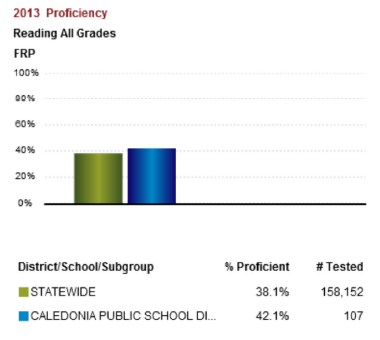 2013 Proficiency
Reading All Grades
FRP
100%
80%
60%
40%
20%
0%
District/School/Subgroup % Proficient # Tested
STATEWIDE 38.1% 158,152
CALEDONIA PUBLIC SCHOOL DI... 42.1% 107